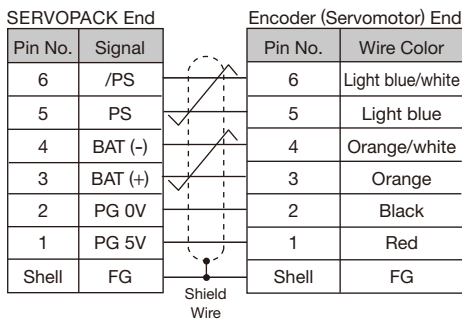 SERVOPACK End
Encoder (Servomotor) End
Pin No. Signal Pin No. Wire Color
6 /PS 6 Light blue/white
5 PS 5 Light blue
4 BAT (-) 4 Orange/white
3 BAT (+) 3 Orange
2 PG 0V 2 Black
1 PG 5V 1 Red
Shell FG Shell FG
Shield
Wire